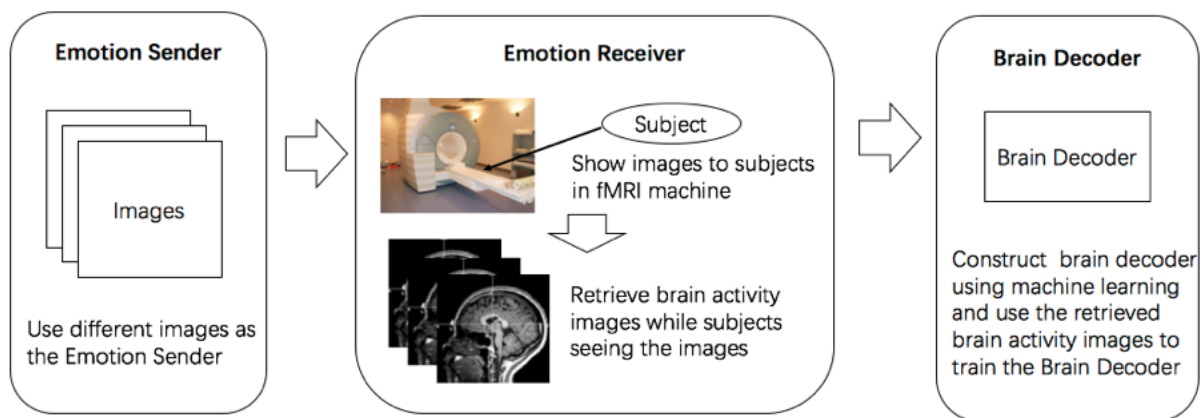 Emotion Sender
Images
Use different images as
the Emotion Sender
Emotion Receiver
Subject
Show images to subjects
in fMRI machine
Retrieve brain activity
images while subjects
seeing the images
Brain Decoder
Brain Decoder
Construct brain decoder
using machine learning
and use the retrieved
brain activity images to
train the Brain Decoder